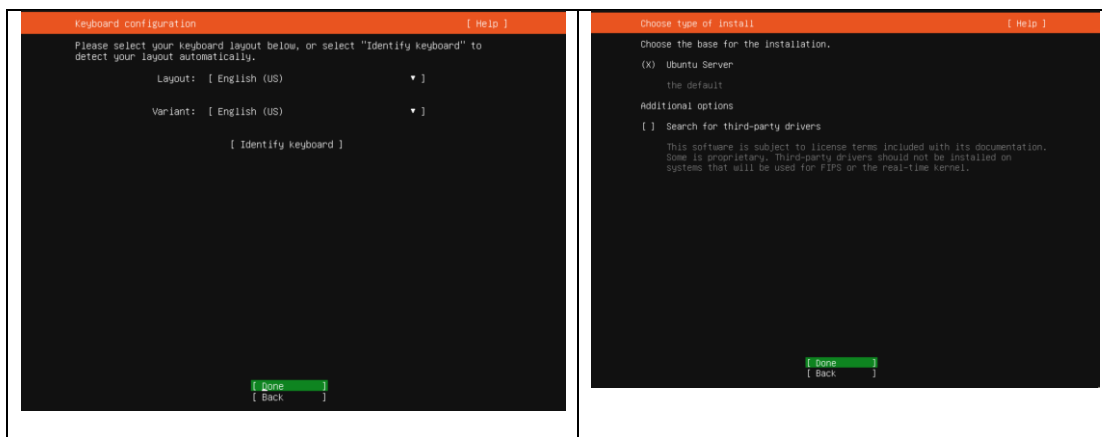 Keyboard configuration [ Help ]
Please select your keyboard layout below, or select "Identify keyboard" to
detect your layout automatically.
Layout: [ English (US) ▾ ]
Variant: [ English (US) ▾ ]
[ Identify keyboard ]
[ Done ]
[ Back ]
Choose type of install [ Help ]
Choose the base for the installation.
(X) Ubuntu Server
the default
Additional options
[ ] Search for third-party drivers
This software is subject to license terms included with its documentation.
Some is proprietary. Third-party drivers should not be installed on
systems that will be used for FIPS or the real-time kernel.
[ Done ]
[ Back ]